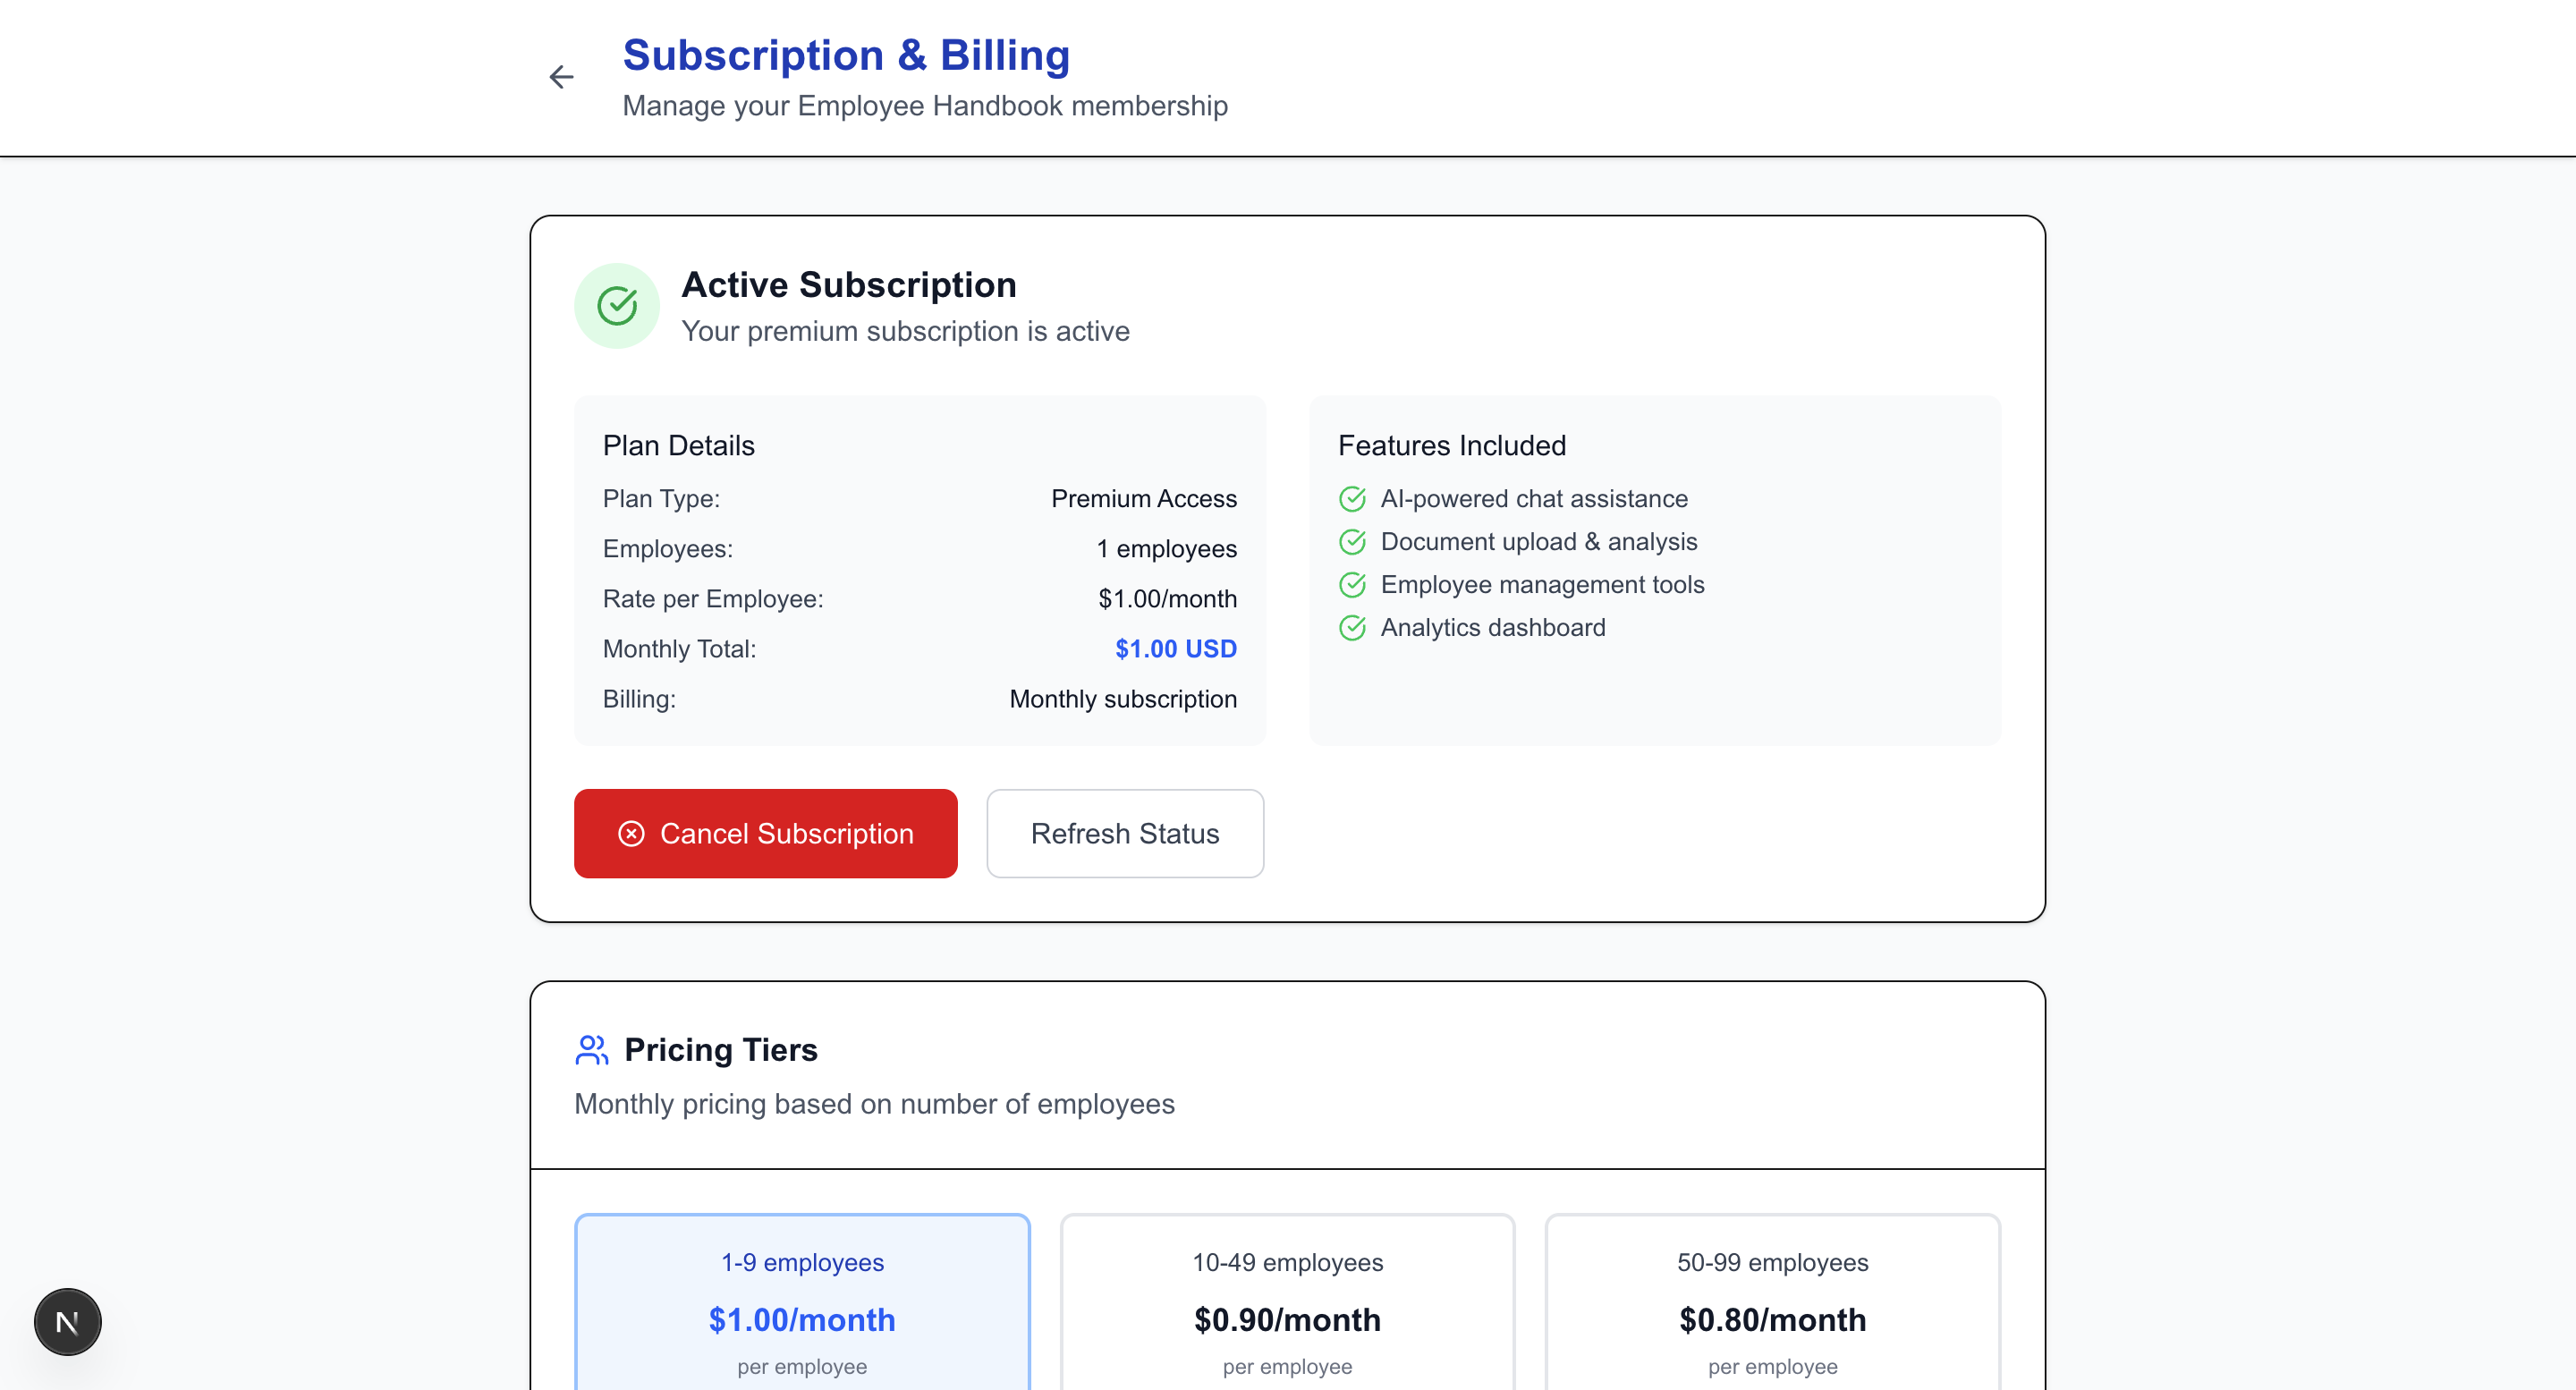 Subscription & Billing
Manage your Employee Handbook membership
Active Subscription
Your premium subscription is active
Plan Details
Plan Type: Premium Access
Employees: 1 employees
Rate per Employee: $1.00/month
Monthly Total: $1.00 USD
Billing: Monthly subscription
Features Included
AI-powered chat assistance
Document upload & analysis
Employee management tools
Analytics dashboard
Cancel Subscription
Refresh Status
Pricing Tiers
Monthly pricing based on number of employees
1-9 employees
$1.00/month
per employee
10-49 employees
$0.90/month
per employee
50-99 employees
$0.80/month
per employee
N